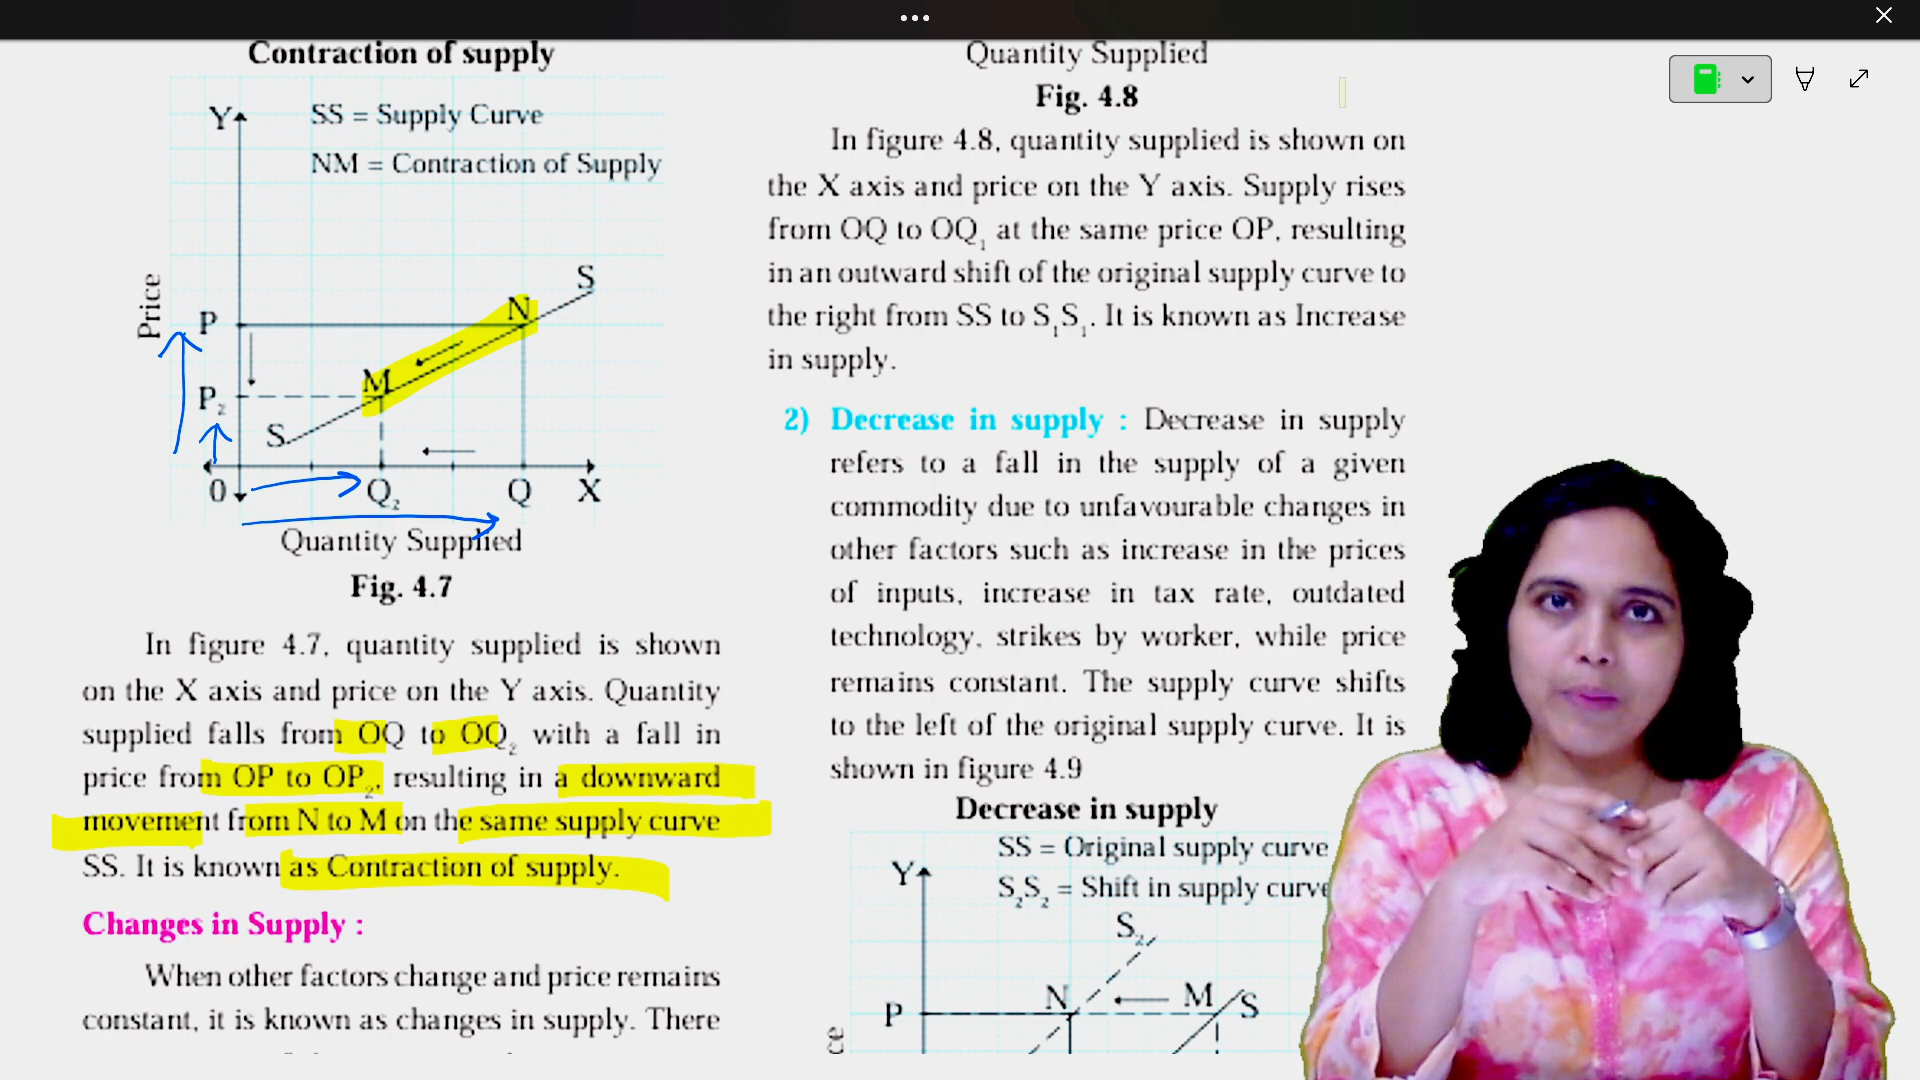 Contraction of supply
Y
SS = Supply Curve
NM = Contraction of Supply
S
N
Price
P
M
P₂
S
0
Q₂
Q
X
Quantity Supplied
Fig. 4.7
In figure 4.7, quantity supplied is shown
on the X axis and price on the Y axis. Quantity
supplied falls from OQ to OQ₂ with a fall in
price from OP to OP₂, resulting in a downward
movement from N to M on the same supply curve
SS. It is known as Contraction of supply.
Changes in Supply :
When other factors change and price remains
constant, it is known as changes in supply. There
Quantity Supplied
Fig. 4.8
In figure 4.8, quantity supplied is shown on
the X axis and price on the Y axis. Supply rises
from OQ to OQ₁ at the same price OP, resulting
in an outward shift of the original supply curve to
the right from SS to S₁S₁. It is known as Increase
in supply.
2) Decrease in supply : Decrease in supply
refers to a fall in the supply of a given
commodity due to unfavourable changes in
other factors such as increase in the prices
of inputs, increase in tax rate, outdated
technology, strikes by worker, while price
remains constant. The supply curve shifts
to the left of the original supply curve. It is
shown in figure 4.9
Decrease in supply
SS = Original supply curve
Y
S₂S₂ = Shift in supply curve
S₂
N
M
S
P